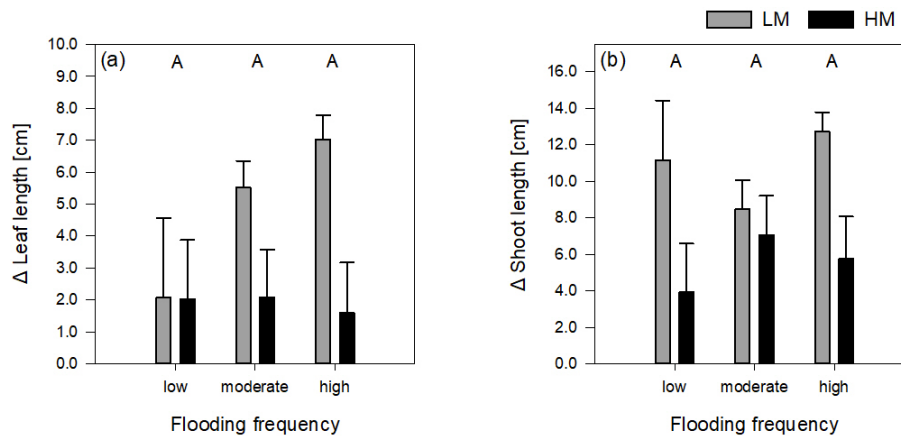 LM HM
(a) A A A
Δ Leaf length [cm]
10.0
9.0
8.0
7.0
6.0
5.0
4.0
3.0
2.0
1.0
0.0
low moderate high
Flooding frequency
(b) A A A
Δ Shoot length [cm]
16.0
14.0
12.0
10.0
8.0
6.0
4.0
2.0
0.0
low moderate high
Flooding frequency